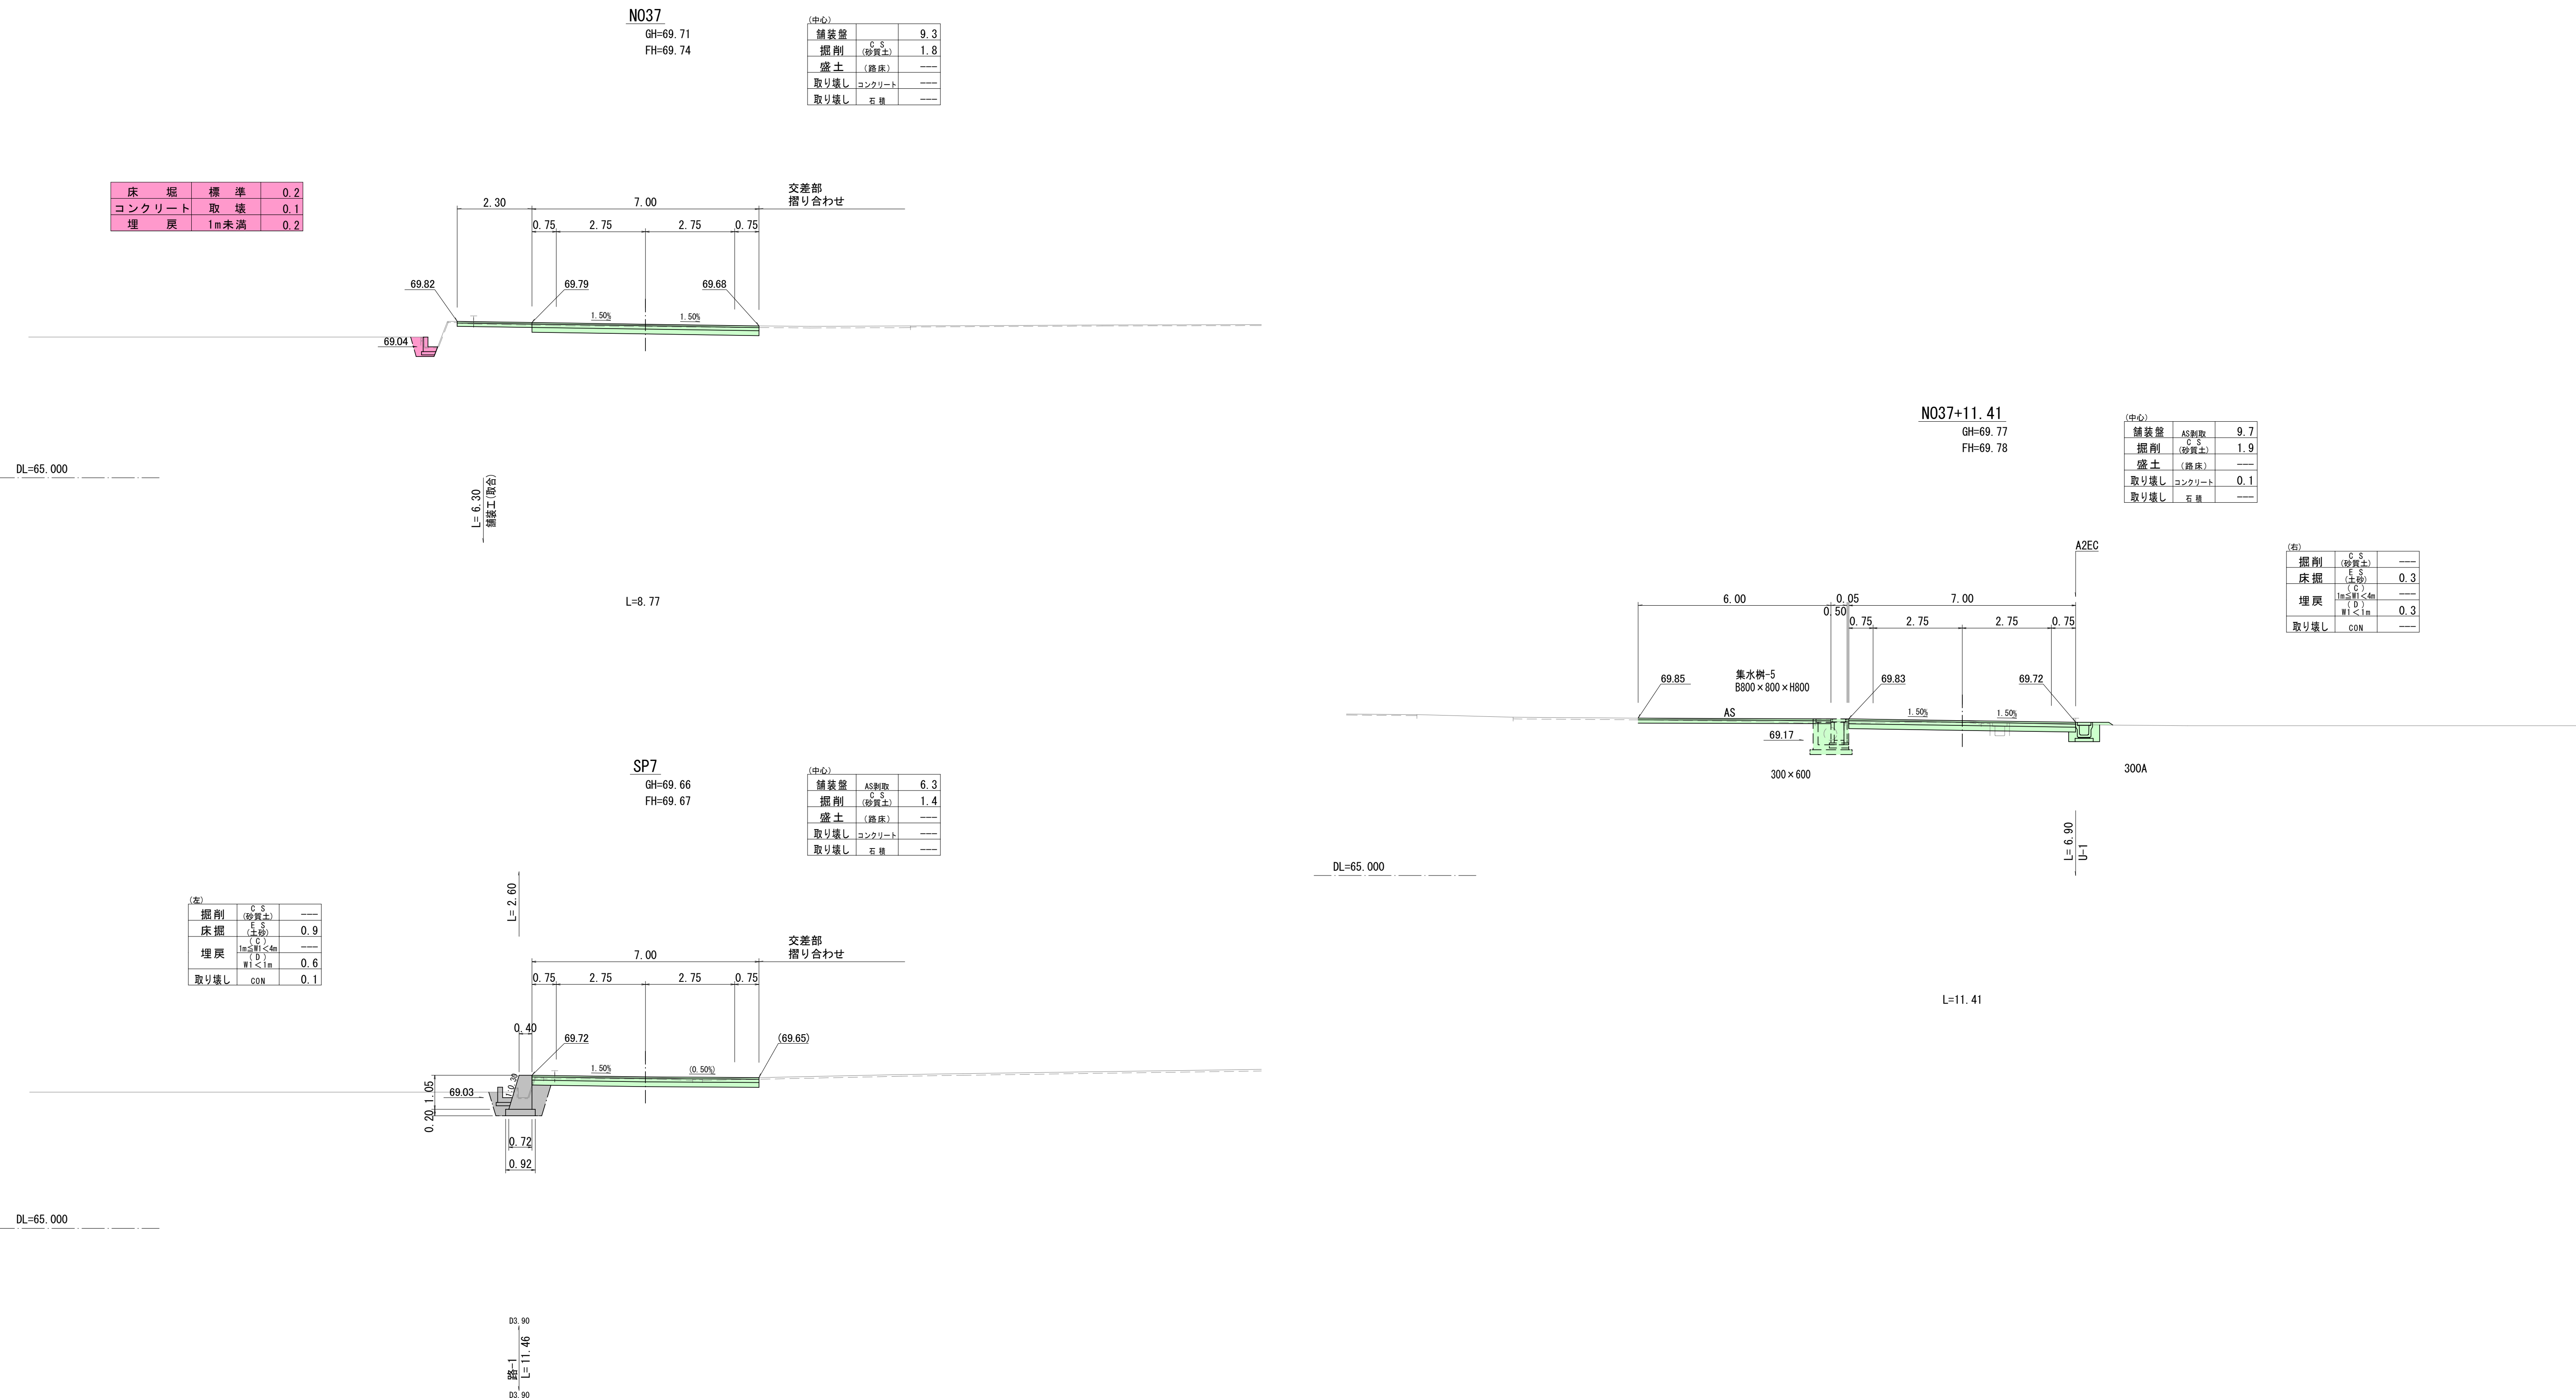 NO37
GH=69.71
FH=69.74
(中心)
舗装盤 9.3
掘削 C S (砂質土) 1.8
盛土 (路床) ---
取り壊し コンクリート ---
取り壊し 石 積 ---
床 堀 標 準 0.2
コンクリート 取 壊 0.1
埋 戻 1m未満 0.2
2.30 7.00
交差部
摺り合わせ
0.75 2.75 2.75 0.75
69.82 69.79 69.68
1.50% 1.50%
69.04
DL=65.000
L= 6.30
舗装工(取合)
L=8.77
SP7
GH=69.66
FH=69.67
(中心)
舗装盤 AS剝取 6.3
掘削 C S (砂質土) 1.4
盛土 (路床) ---
取り壊し コンクリート ---
取り壊し 石 積 ---
(左)
掘削 C S (砂質土) ---
床掘 E S (土砂) 0.9
埋戻 (C) 1m≦W1<4m ---
(D) W1<1m 0.6
取り壊し CON 0.1
L= 2.60
7.00
交差部
摺り合わせ
0.75 2.75 2.75 0.75
0.40
69.72 (69.65)
1.50% (0.50%)
1:0.30
69.03
1.05
0.20
0.72
0.92
DL=65.000
D3.90
路-1
L= 11.46
D3.90
NO37+11.41
GH=69.77
FH=69.78
(中心)
舗装盤 AS剝取 9.7
掘削 C S (砂質土) 1.9
盛土 (路床) ---
取り壊し コンクリート 0.1
取り壊し 石 積 ---
A2EC
(右)
掘削 C S (砂質土) ---
床掘 E S (土砂) 0.3
埋戻 (C) 1m≦W1<4m ---
(D) W1<1m 0.3
取り壊し CON ---
6.00 0.05 7.00
0.50
0.75 2.75 2.75 0.75
集水桝-5
B800×800×H800
69.85 69.83 69.72
AS
1.50% 1.50%
69.17
300×600
300A
L= 6.90
U-1
DL=65.000
L=11.41